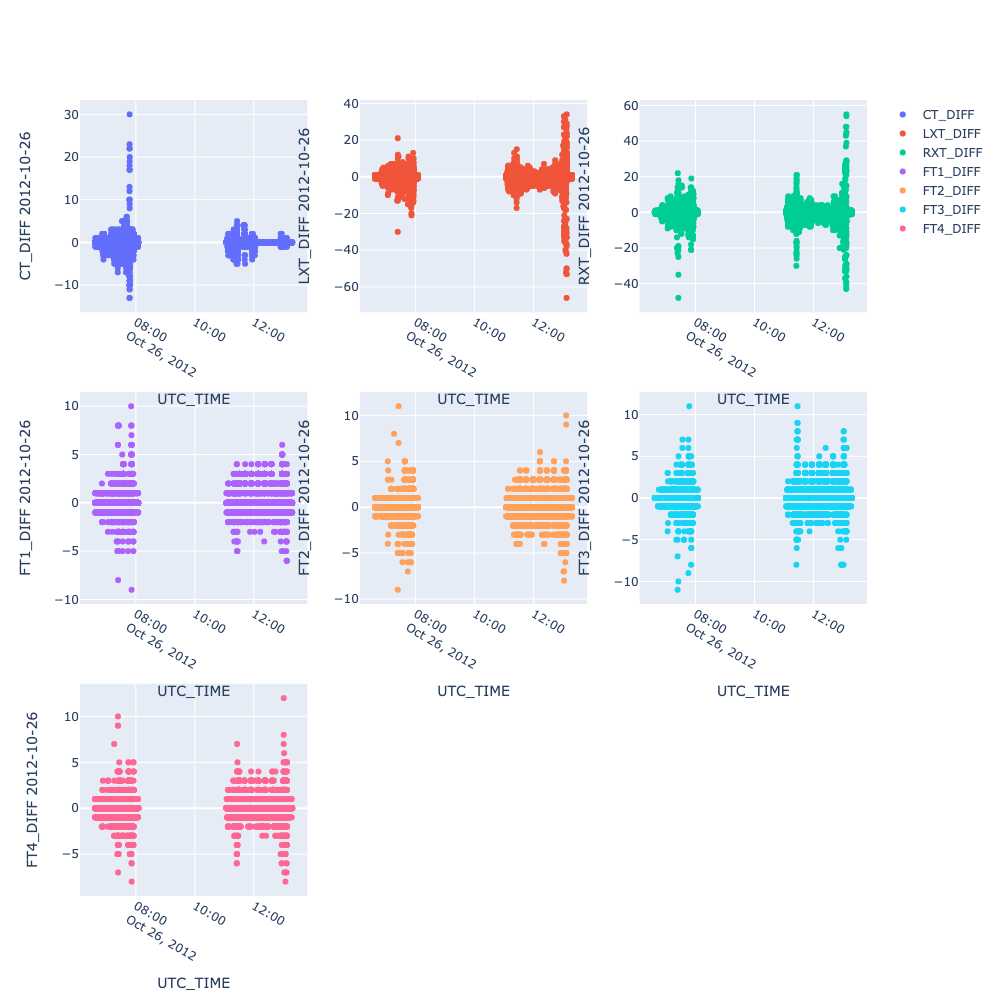 CT_DIFF 2012-10-26
30
20
10
0
−10
08:00
10:00
12:00
Oct 26, 2012
UTC_TIME
LXT_DIFF 2012-10-26
40
20
0
−20
−40
−60
08:00
10:00
12:00
Oct 26, 2012
UTC_TIME
RXT_DIFF 2012-10-26
60
40
20
0
−20
−40
08:00
10:00
12:00
Oct 26, 2012
UTC_TIME
CT_DIFF
LXT_DIFF
RXT_DIFF
FT1_DIFF
FT2_DIFF
FT3_DIFF
FT4_DIFF
FT1_DIFF 2012-10-26
10
5
0
−5
−10
08:00
10:00
12:00
Oct 26, 2012
UTC_TIME
FT2_DIFF 2012-10-26
10
5
0
−5
−10
08:00
10:00
12:00
Oct 26, 2012
UTC_TIME
FT3_DIFF 2012-10-26
10
5
0
−5
−10
08:00
10:00
12:00
Oct 26, 2012
UTC_TIME
FT4_DIFF 2012-10-26
10
5
0
−5
08:00
10:00
12:00
Oct 26, 2012
UTC_TIME